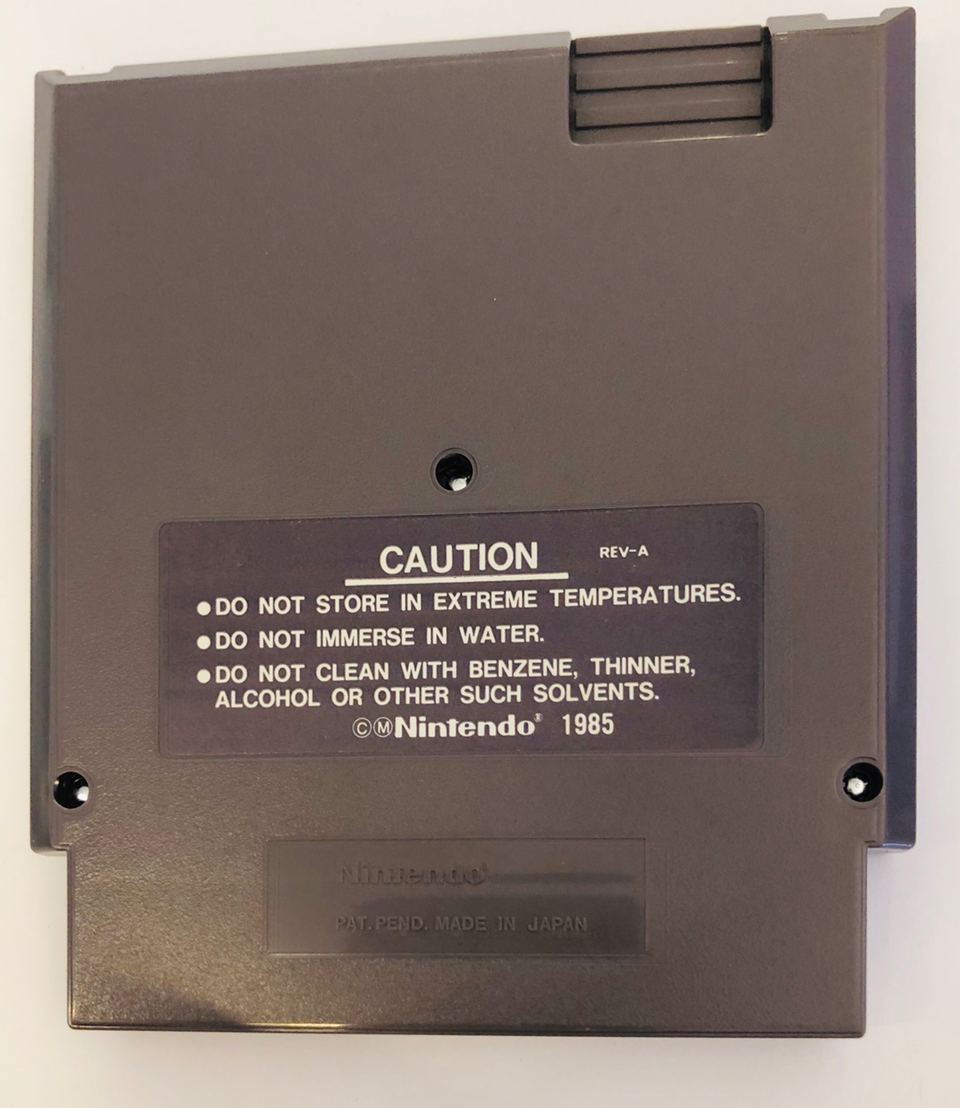 CAUTION REV-A
●DO NOT STORE IN EXTREME TEMPERATURES.
●DO NOT IMMERSE IN WATER.
●DO NOT CLEAN WITH BENZENE, THINNER,
ALCOHOL OR OTHER SUCH SOLVENTS.
©ⓂNintendo® 1985
Nintendo®
PAT. PEND. MADE IN JAPAN